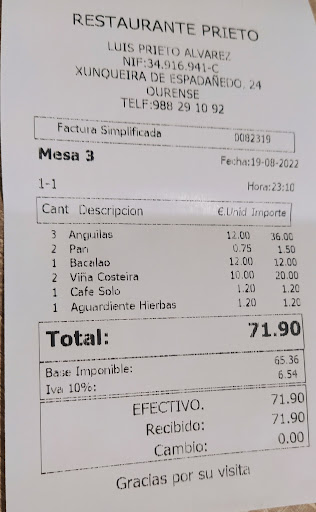 RESTAURANTE PRIETO
LUIS PRIETO ALVAREZ
NIF:34.916.941-C
XUNQUEIRA DE ESPADAÑEDO, 24
OURENSE
TELF:988 29 10 92
Factura Simplificada 0082319
Mesa 3 Fecha:19-08-2022
1-1 Hora:23:10
Cant Descripcion €.Unid Importe
3 Anguilas 12.00 36.00
2 Pan 0.75 1.50
1 Bacalao 12.00 12.00
2 Viña Costeira 10.00 20.00
1 Cafe Solo 1.20 1.20
1 Aguardiente Hierbas 1.20 1.20
Total: 71.90
Base Imponible: 65.36
Iva 10%: 6.54
EFECTIVO. 71.90
Recibido: 71.90
Cambio: 0.00
Gracias por su visita